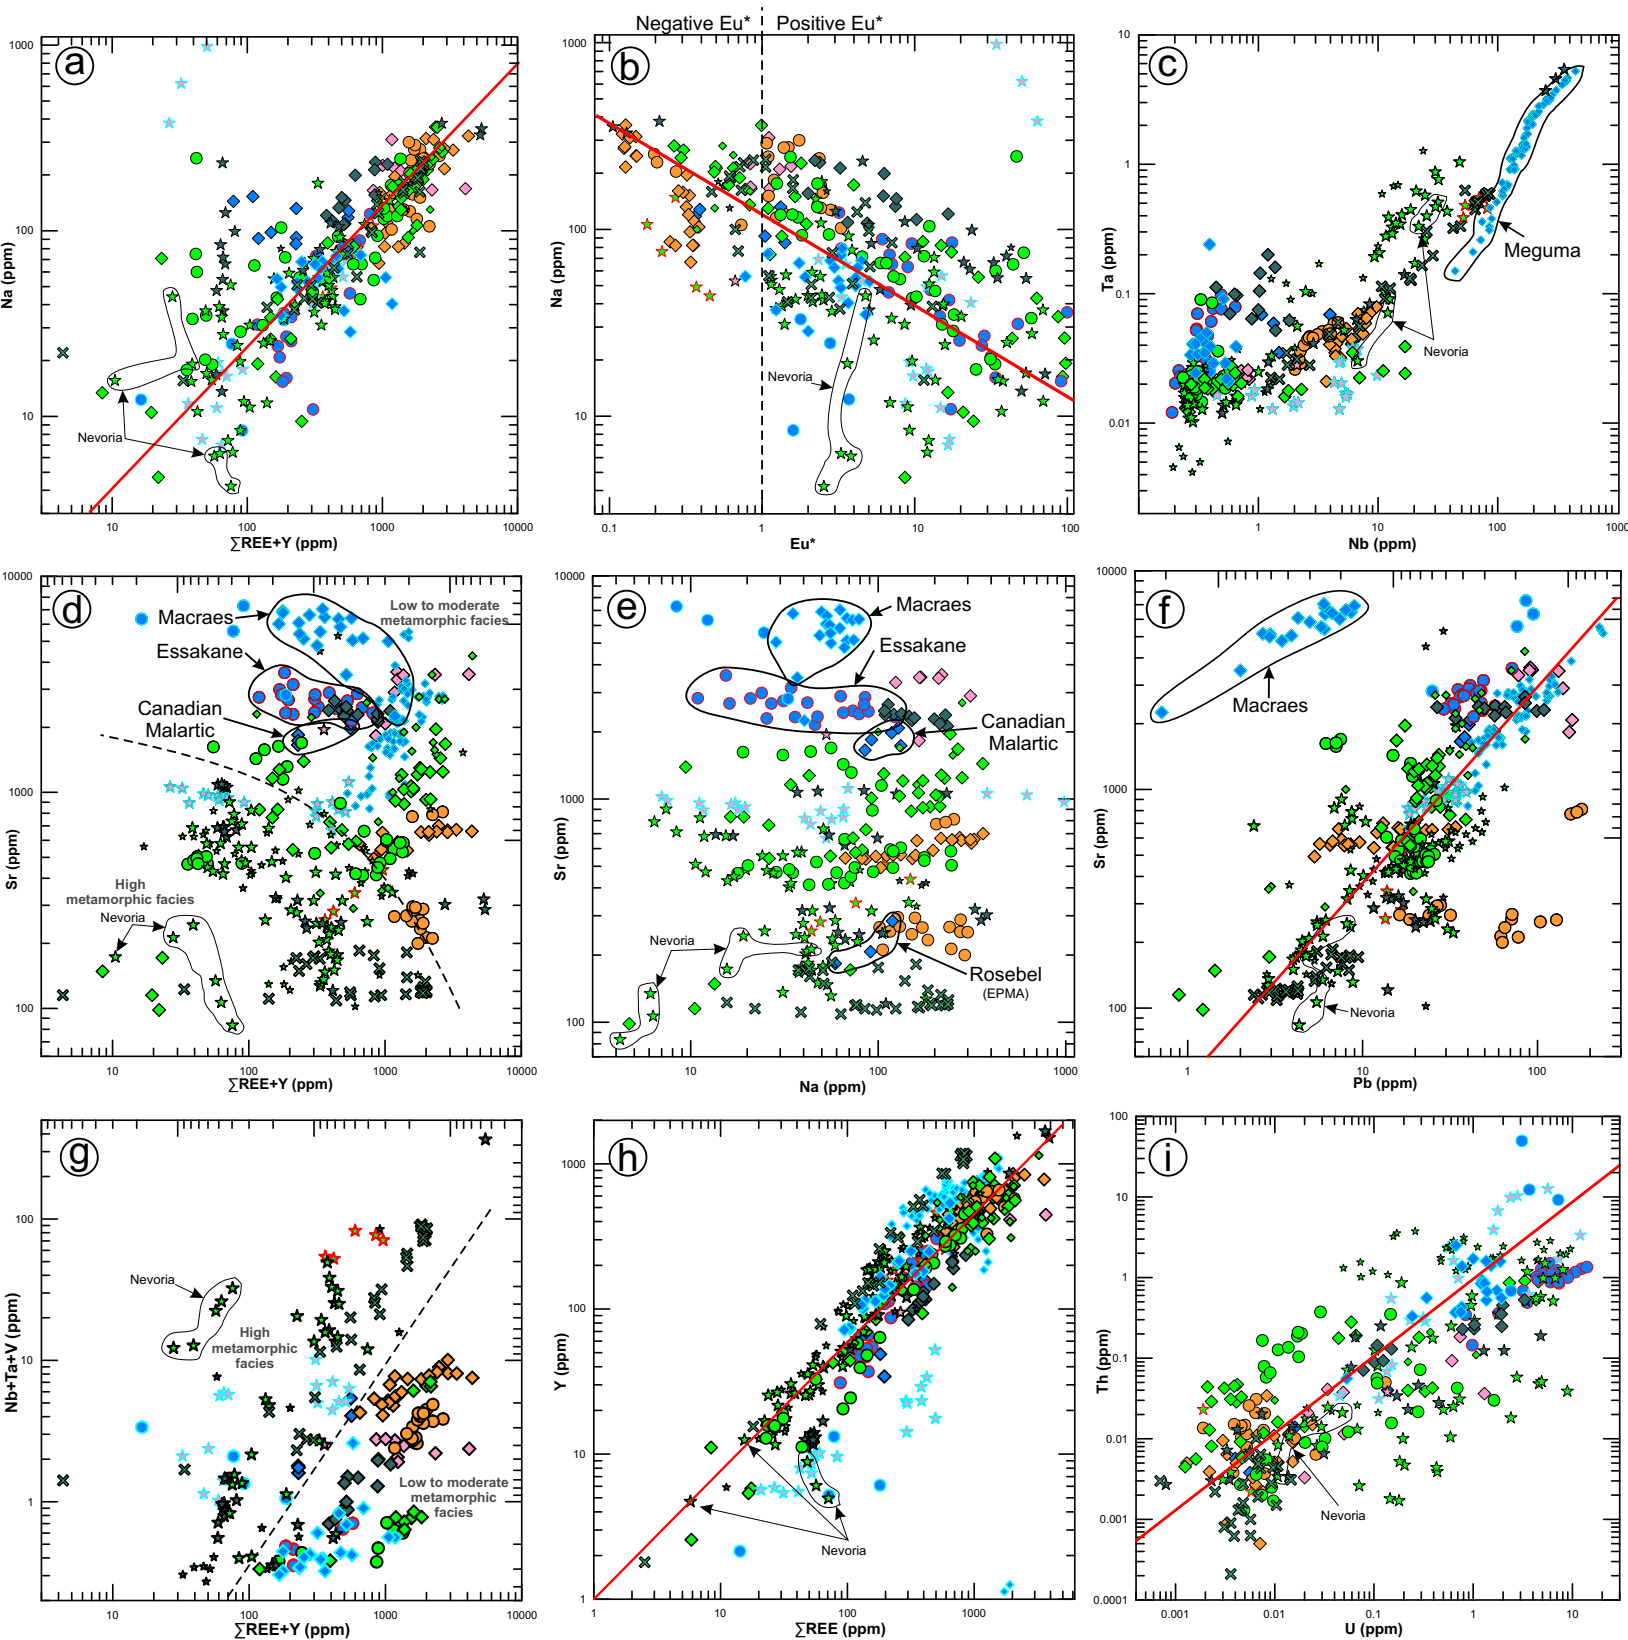 Negative Eu* Positive Eu*
a
1000
100
10
Na (ppm)
Nevoria
10 100 1000 10000
∑REE+Y (ppm)
b
1000
100
10
Na (ppm)
Nevoria
0.1 1 10 100
Eu*
c
10
1
0.1
0.01
Ta (ppm)
Meguma
Nevoria
1 10 100 1000
Nb (ppm)
d
10000
1000
100
Sr (ppm)
Macraes
Low to moderate
metamorphic facies
Essakane
Canadian
Malartic
High
metamorphic facies
Nevoria
10 100 1000 10000
∑REE+Y (ppm)
e
10000
1000
100
Sr (ppm)
Macraes
Essakane
Canadian
Malartic
Nevoria
Rosebel
(EPMA)
10 100 1000
Na (ppm)
f
10000
1000
100
Sr (ppm)
Macraes
Nevoria
1 10 100
Pb (ppm)
g
100
10
1
Nb+Ta+V (ppm)
Nevoria
High
metamorphic
facies
Low to moderate
metamorphic
facies
10 100 1000 10000
∑REE+Y (ppm)
h
1000
100
10
1
Y (ppm)
Nevoria
1 10 100 1000
∑REE (ppm)
i
100
10
1
0.1
0.01
0.001
0.0001
Th (ppm)
Nevoria
0.001 0.01 0.1 1 10
U (ppm)